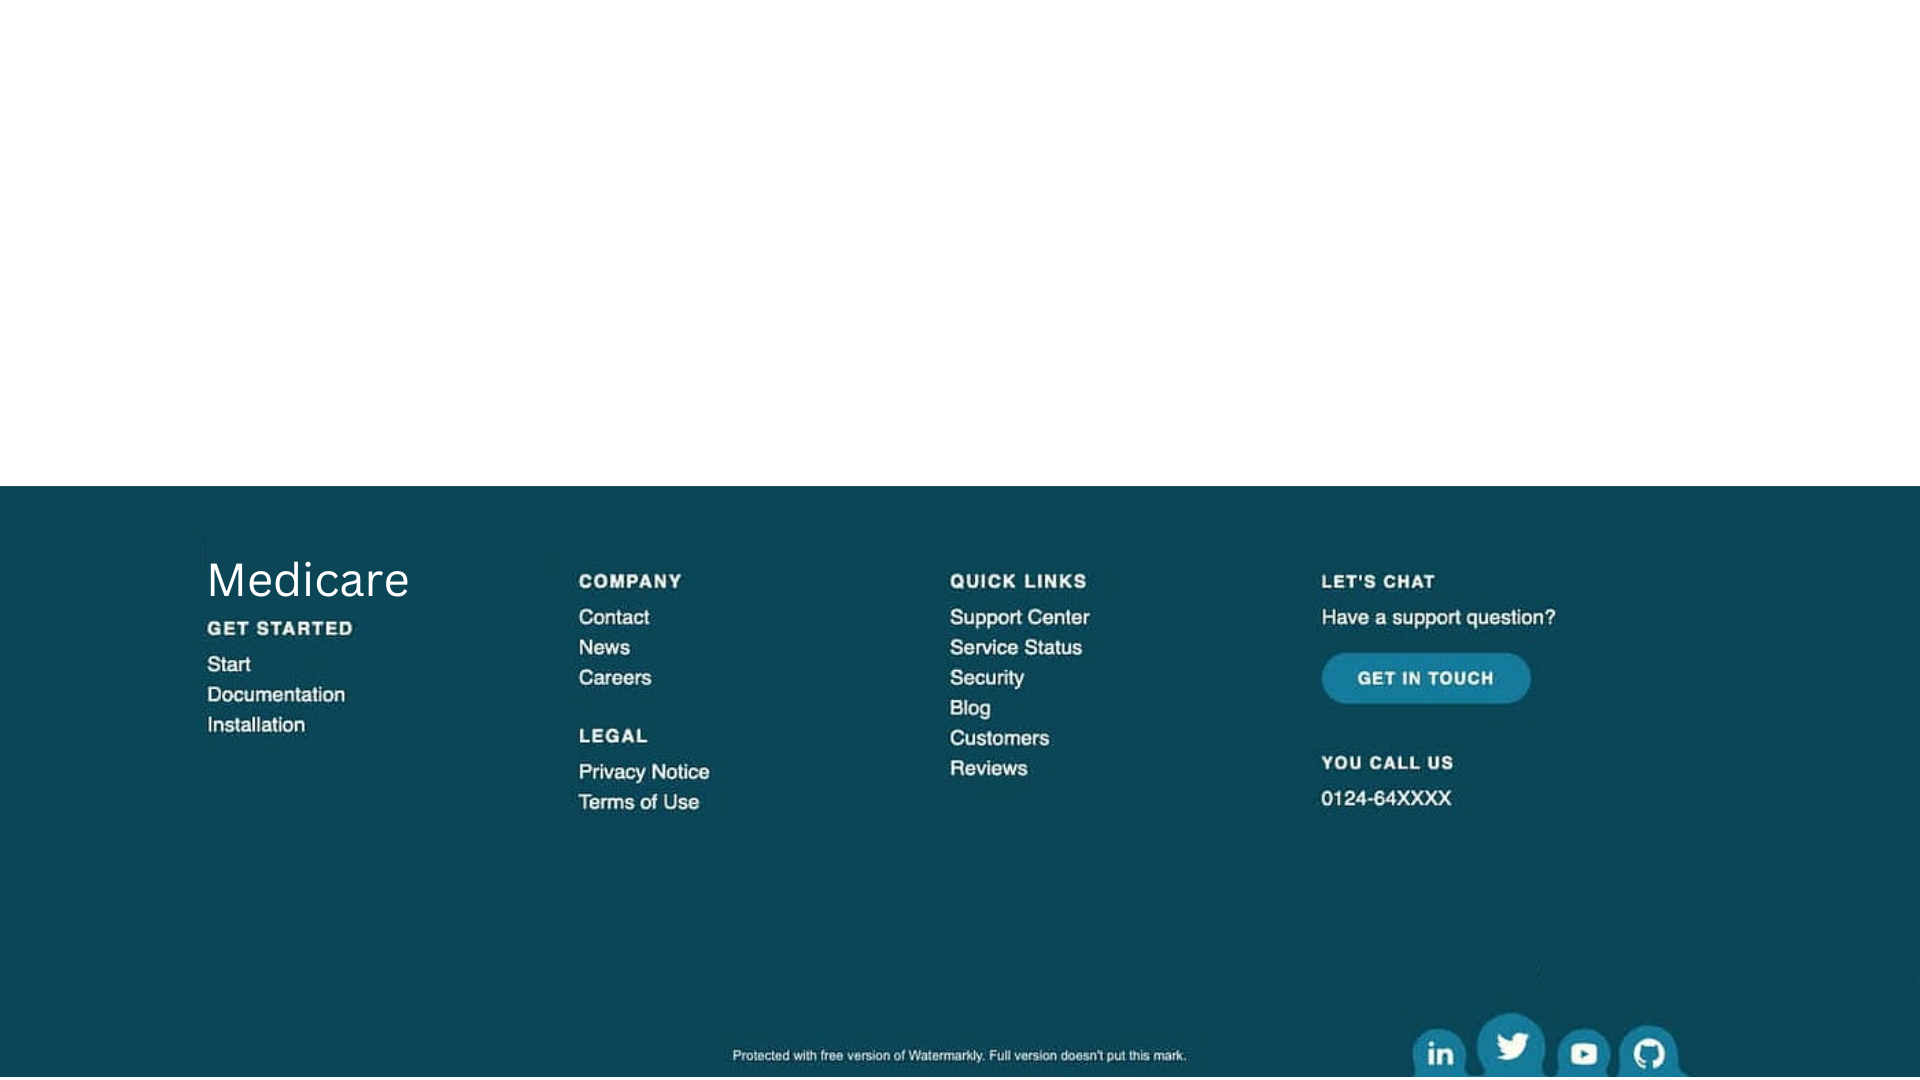 Medicare
GET STARTED
Start
Documentation
Installation
COMPANY
Contact
News
Careers
LEGAL
Privacy Notice
Terms of Use
QUICK LINKS
Support Center
Service Status
Security
Blog
Customers
Reviews
LET'S CHAT
Have a support question?
GET IN TOUCH
YOU CALL US
0124-64XXXX
Protected with free version of Watermarkly. Full version doesn't put this mark.
in